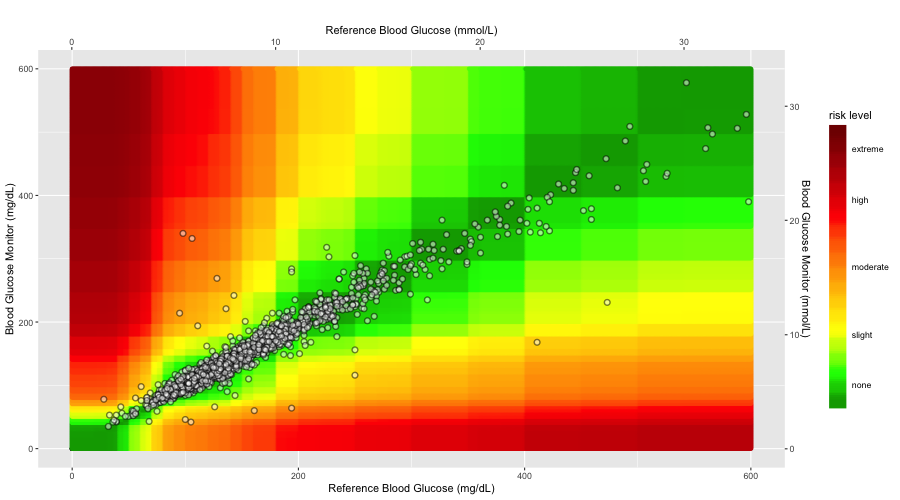 Reference Blood Glucose (mmol/L)
0 10 20 30
600
400
200
0
Blood Glucose Monitor (mg/dL)
30
20
10
0
Blood Glucose Monitor (mmol/L)
0 200 400 600
Reference Blood Glucose (mg/dL)
risk level
extreme
high
moderate
slight
none